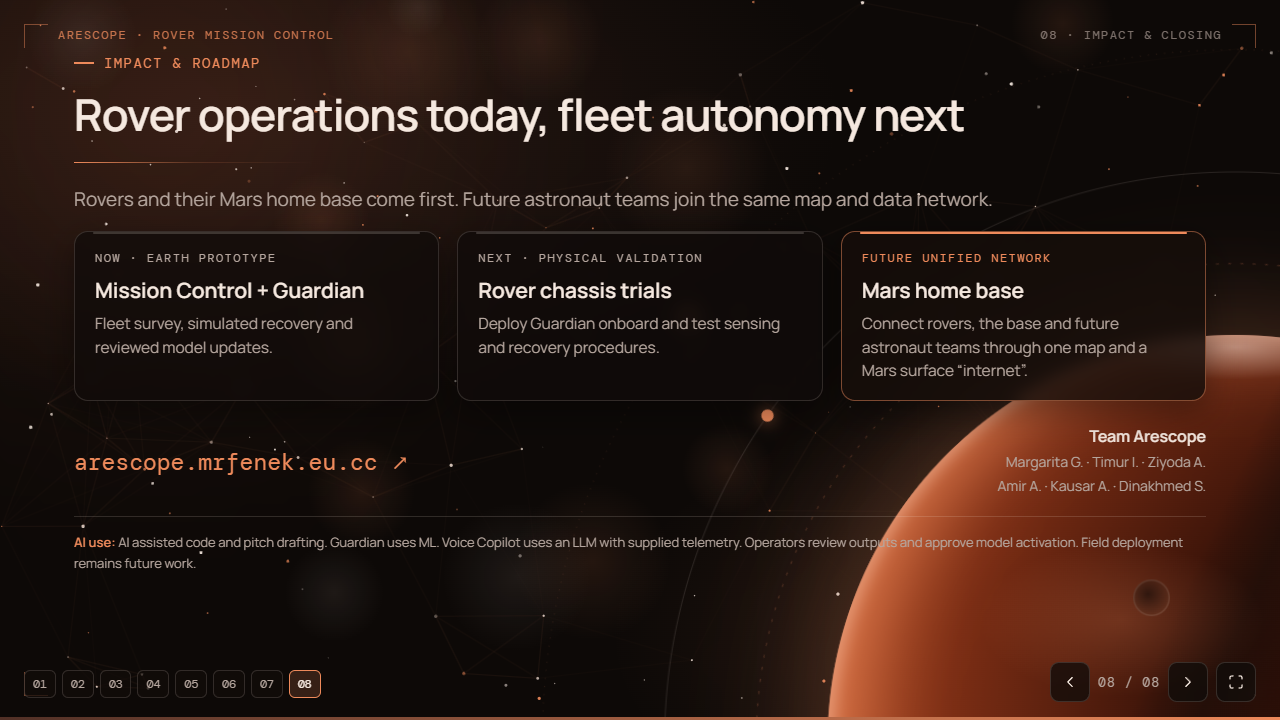 ARESCOPE · ROVER MISSION CONTROL
08 · IMPACT & CLOSING
IMPACT & ROADMAP
Rover operations today, fleet autonomy next
Rovers and their Mars home base come first. Future astronaut teams join the same map and data network.
NOW · EARTH PROTOTYPE
Mission Control + Guardian
Fleet survey, simulated recovery and
reviewed model updates.
NEXT · PHYSICAL VALIDATION
Rover chassis trials
Deploy Guardian onboard and test sensing
and recovery procedures.
FUTURE UNIFIED NETWORK
Mars home base
Connect rovers, the base and future
astronaut teams through one map and a
Mars surface “internet”.
arescope.mrfenek.eu.cc ↗
Team Arescope
Margarita G. · Timur I. · Ziyoda A.
Amir A. · Kausar A. · Dinakhmed S.
AI use: AI assisted code and pitch drafting. Guardian uses ML. Voice Copilot uses an LLM with supplied telemetry. Operators review outputs and approve model activation. Field deployment
remains future work.
01 02 03 04 05 06 07 08
08 / 08